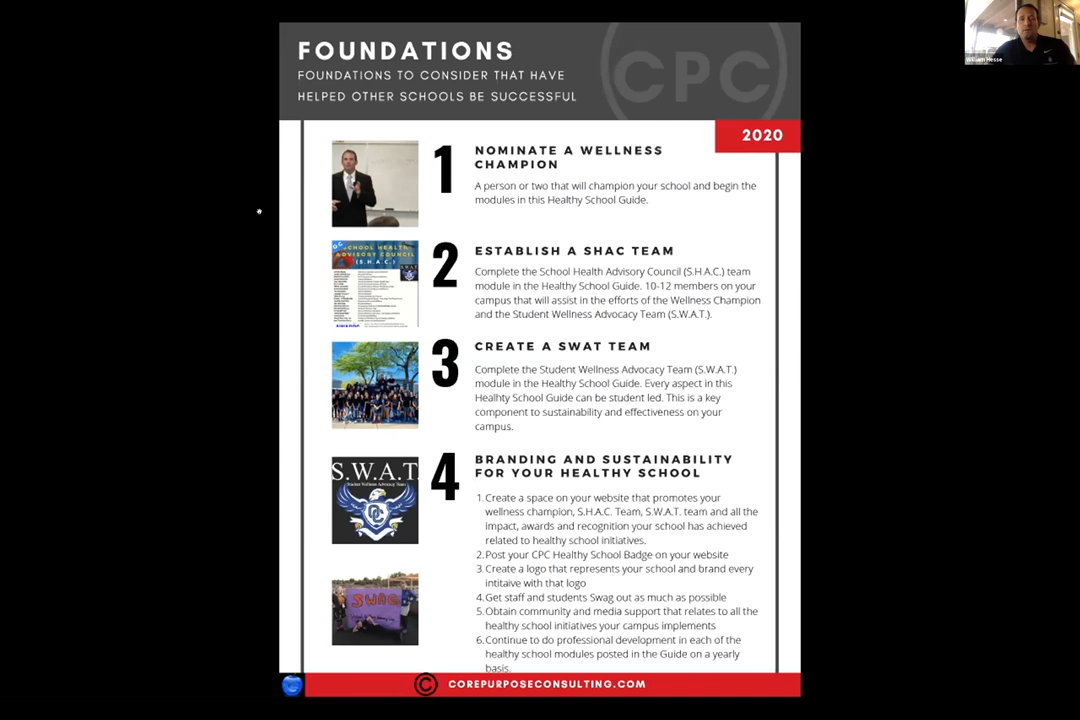 FOUNDATIONS
FOUNDATIONS TO CONSIDER THAT HAVE
HELPED OTHER SCHOOLS BE SUCCESSFUL
CPC
2020
William Hesse
1
NOMINATE A WELLNESS
CHAMPION
A person or two that will champion your school and begin the
modules in this Healthy School Guide.
SCHOOL HEALTH
ADVISORY COUNCIL
(S.H.A.C.)
2
ESTABLISH A SHAC TEAM
Complete the School Health Advisory Council (S.H.A.C.) team
module in the Healthy School Guide. 10-12 members on your
campus that will assist in the efforts of the Wellness Champion
and the Student Wellness Advocacy Team (S.W.A.T.).
3
CREATE A SWAT TEAM
Complete the Student Wellness Advocacy Team (S.W.A.T.)
module in the Healthy School Guide. Every aspect in this
Healhty School Guide can be student led. This is a key
component to sustainability and effectiveness on your
campus.
S.W.A.T.
Student Wellness Advocacy Team
4
BRANDING AND SUSTAINABILITY
FOR YOUR HEALTHY SCHOOL
1. Create a space on your website that promotes your
wellness champion, S.H.A.C. Team, S.W.A.T. team and all the
impact, awards and recognition your school has achieved
related to healthy school initiatives.
2. Post your CPC Healthy School Badge on your website
3. Create a logo that represents your school and brand every
intitaive with that logo
4. Get staff and students Swag out as much as possible
5. Obtain community and media support that relates to all the
healthy school initiatives your campus implements
6. Continue to do professional development in each of the
healthy school modules posted in the Guide on a yearly
basis.
© COREPURPOSECONSULTING.COM